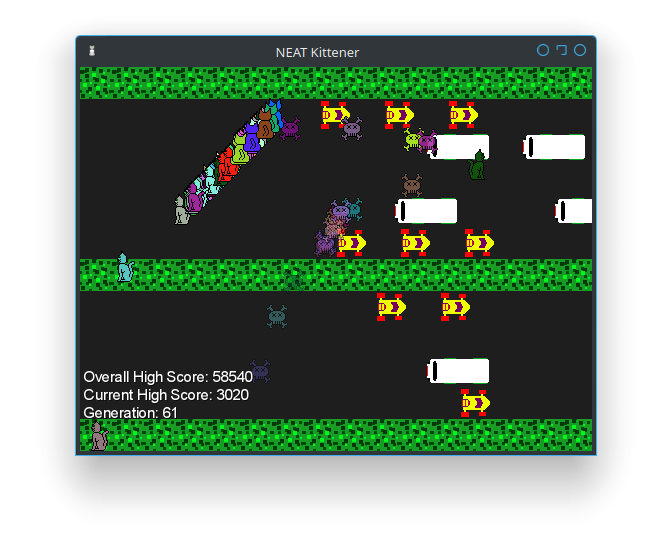 NEAT Kittener
Overall High Score: 58540
Current High Score: 3020
Generation: 61